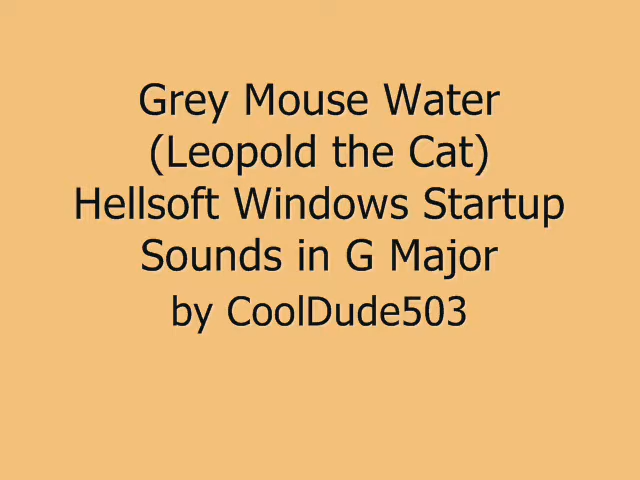 Grey Mouse Water
(Leopold the Cat)
Hellsoft Windows Startup
Sounds in G Major
by CoolDude503